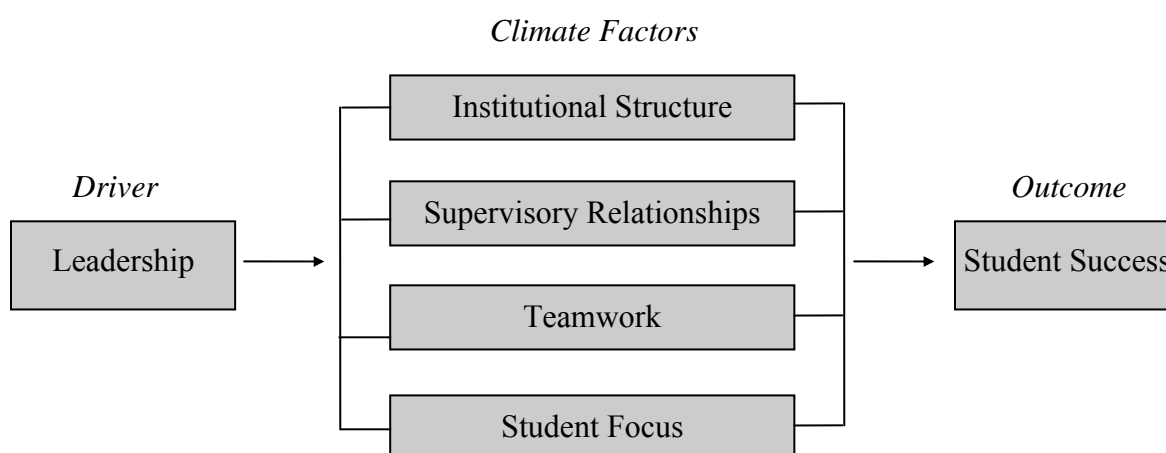 Climate Factors
Institutional Structure
Driver
Supervisory Relationships
Outcome
Leadership
Student Success
Teamwork
Student Focus